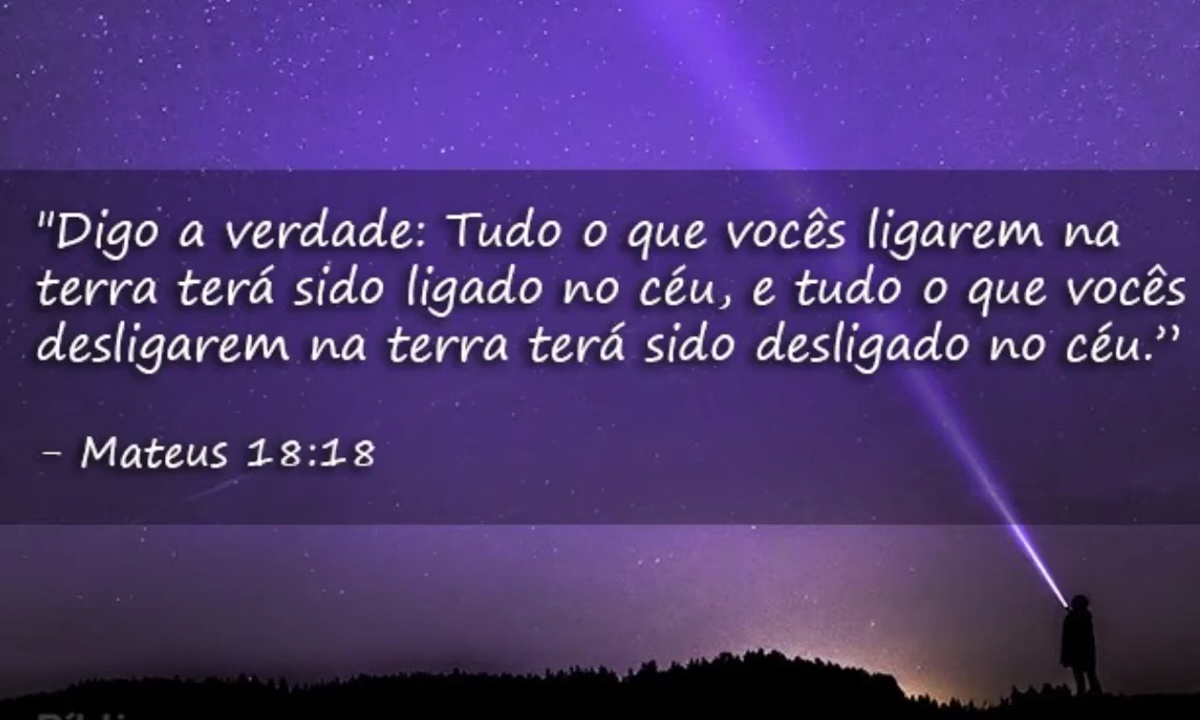 "Digo a verdade: Tudo o que vocês ligarem na
terra terá sido ligado no céu, e tudo o que vocês
desligarem na terra terá sido desligado no céu.”
- Mateus 18:18